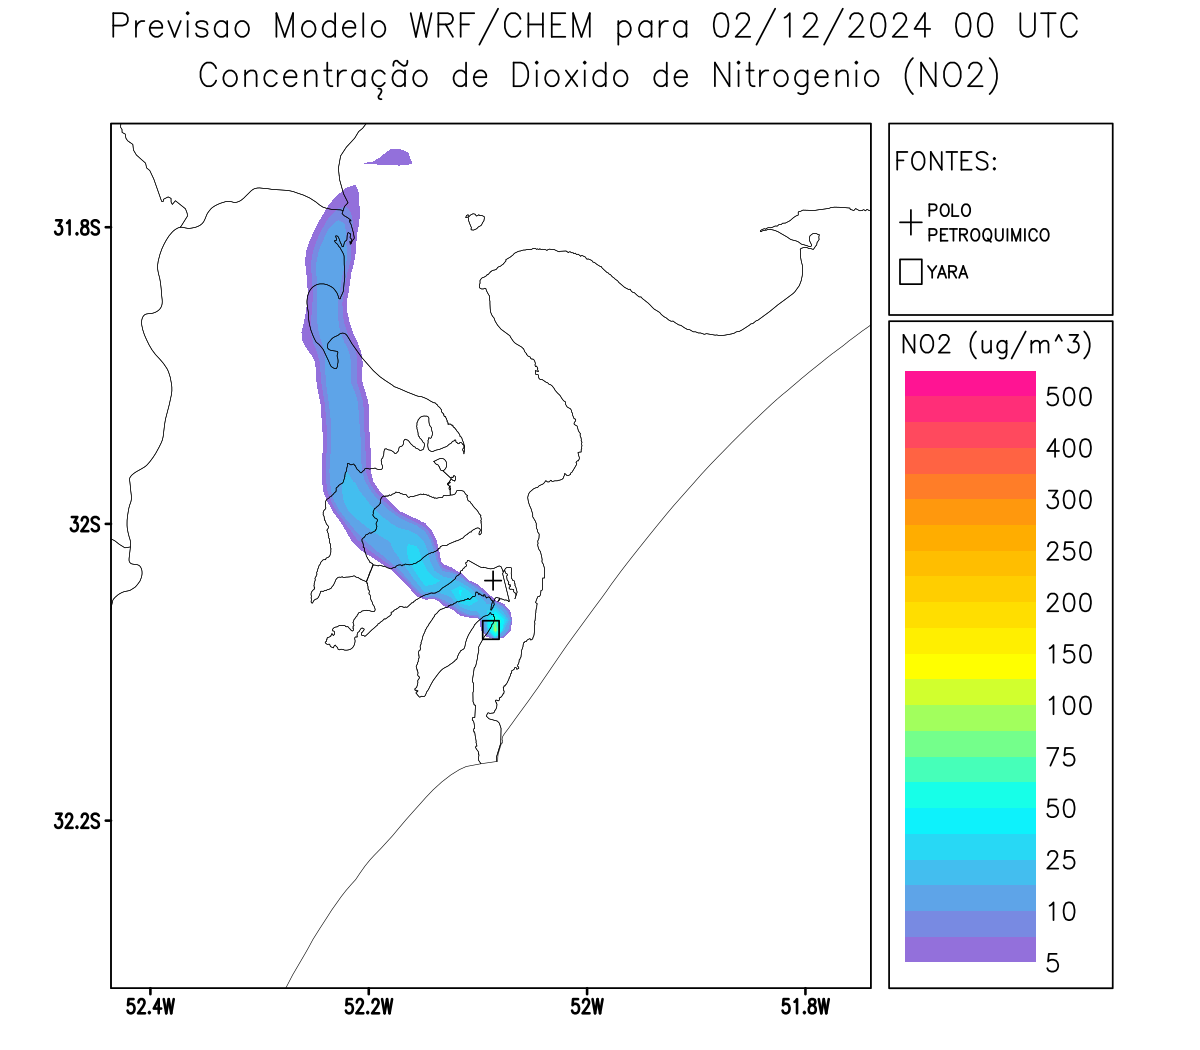 Previsao Modelo WRF/CHEM para 02/12/2024 00 UTC
Concentração de Dioxido de Nitrogenio (NO2)
FONTES:
POLO
PETROQUIMICO
YARA
NO2 (ug/m^3)
500
400
300
250
200
150
100
75
50
25
10
5
31.8S
32S
32.2S
52.4W
52.2W
52W
51.8W